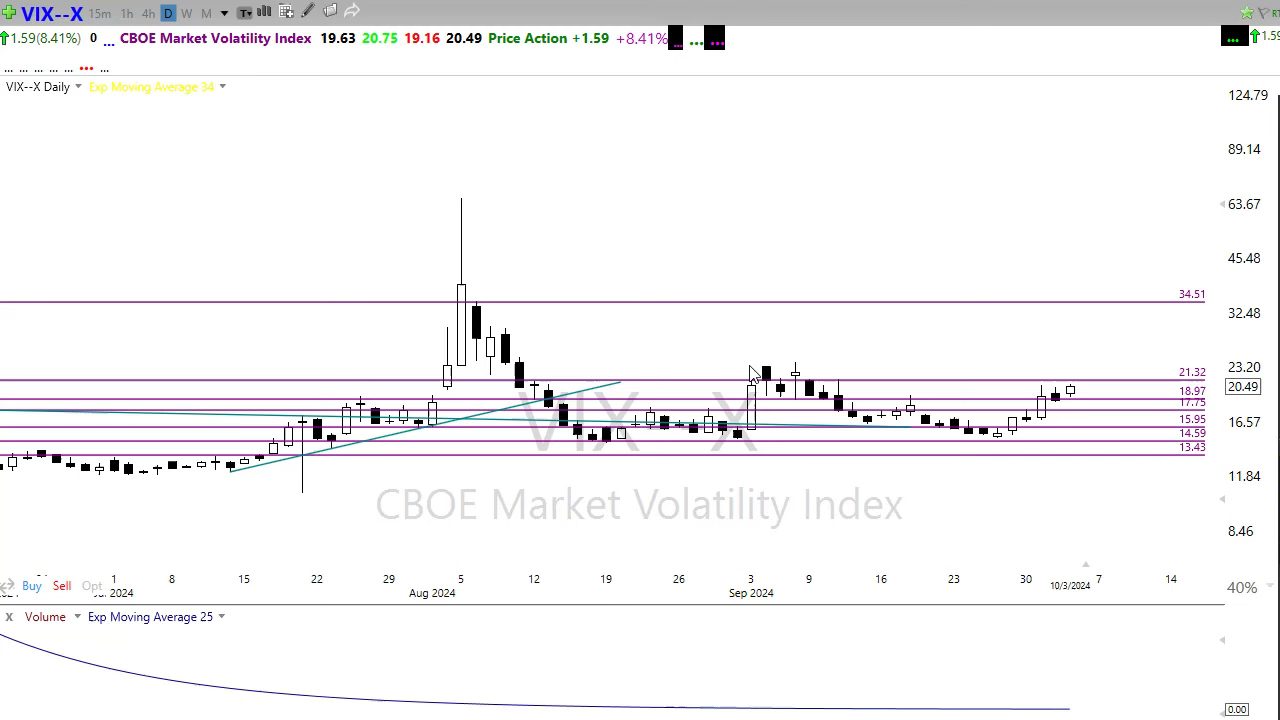 VIX--X 15m 1h 4h D W M T
1.59(8.41%) 0 ... CBOE Market Volatility Index 19.63 20.75 19.16 20.49 Price Action +1.59 +8.41% ... ... ... ... 1.59
... ... ... ... ... ... ...
VIX--X Daily Exp Moving Average 34
124.79
89.14
63.67
45.48
34.51
32.48
23.20
21.32
20.49
18.97
17.75
16.57
15.95
14.59
13.43
11.84
8.46
VIX--X
CBOE Market Volatility Index
1 8 15 22 29 5 12 19 26 3 9 16 23 30 10/3/2024 7 14
2024 Aug 2024 Sep 2024
Buy Sell Opt 40%
X Volume Exp Moving Average 25
0.00